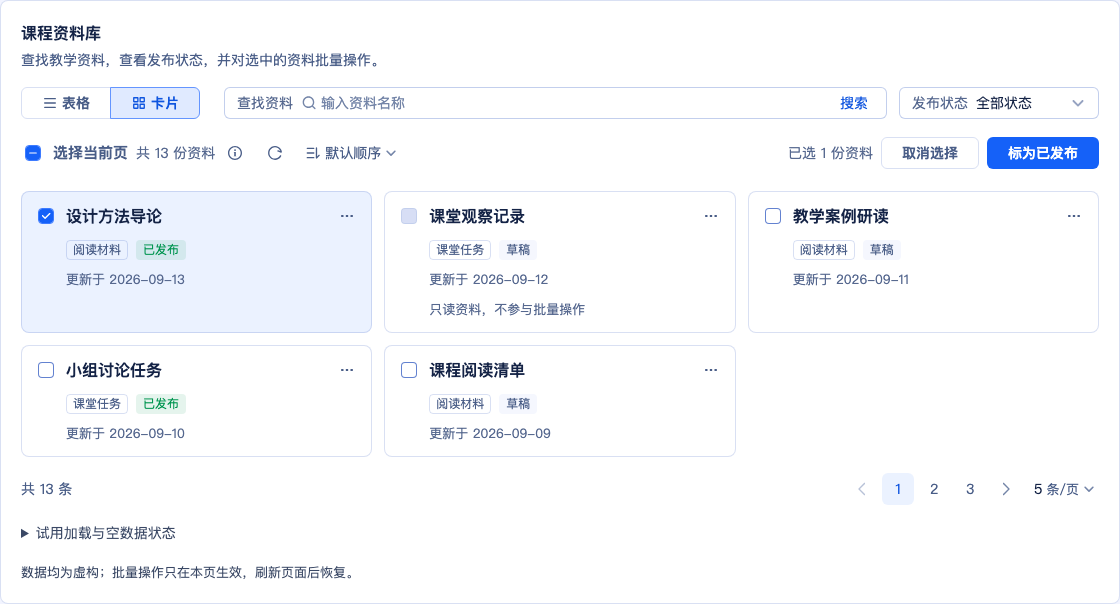 课程资料库
查找教学资料，查看发布状态，并对选中的资料批量操作。
表格 卡片 查找资料 输入资料名称 搜索 发布状态 全部状态
选择当前页 共 13 份资料 默认顺序 已选 1 份资料 取消选择 标为已发布
设计方法导论 ···
阅读材料 已发布
更新于 2026-09-13
课堂观察记录 ···
课堂任务 草稿
更新于 2026-09-12
只读资料，不参与批量操作
教学案例研读 ···
阅读材料 草稿
更新于 2026-09-11
小组讨论任务 ···
课堂任务 已发布
更新于 2026-09-10
课程阅读清单 ···
阅读材料 草稿
更新于 2026-09-09
共 13 条 1 2 3 5 条/页
试用加载与空数据状态
数据均为虚构；批量操作只在本页生效，刷新页面后恢复。